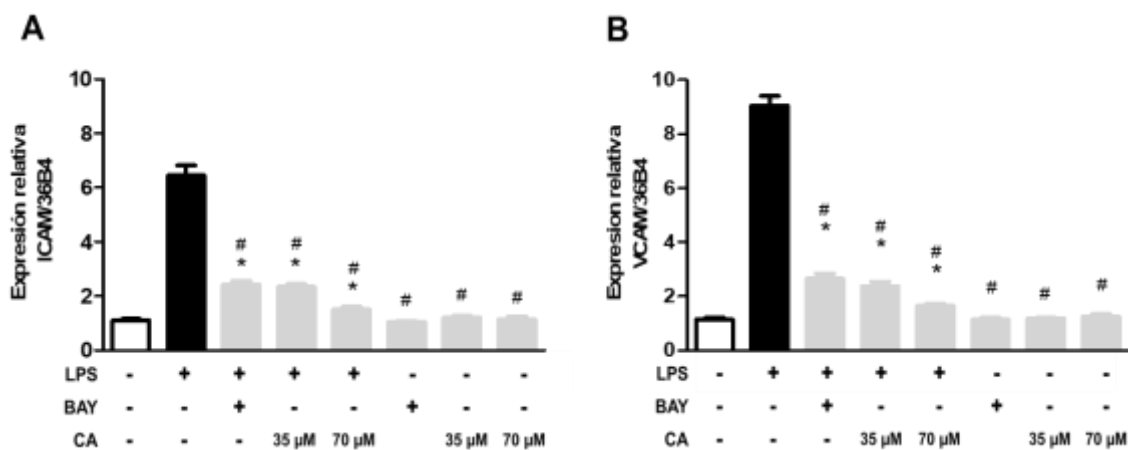 A
Expresión relativa
ICAM/36B4
10
8
6
4
2
0
# # # # # #
* * *
LPS - + + + + - - -
BAY - - + - - + - -
CA - - - 35 µM 70 µM - 35 µM 70 µM
B
Expresión relativa
VCAM/36B4
10
8
6
4
2
0
# # # # # #
* * *
LPS - + + + + - - -
BAY - - + - - + - -
CA - - - 35 µM 70 µM - 35 µM 70 µM